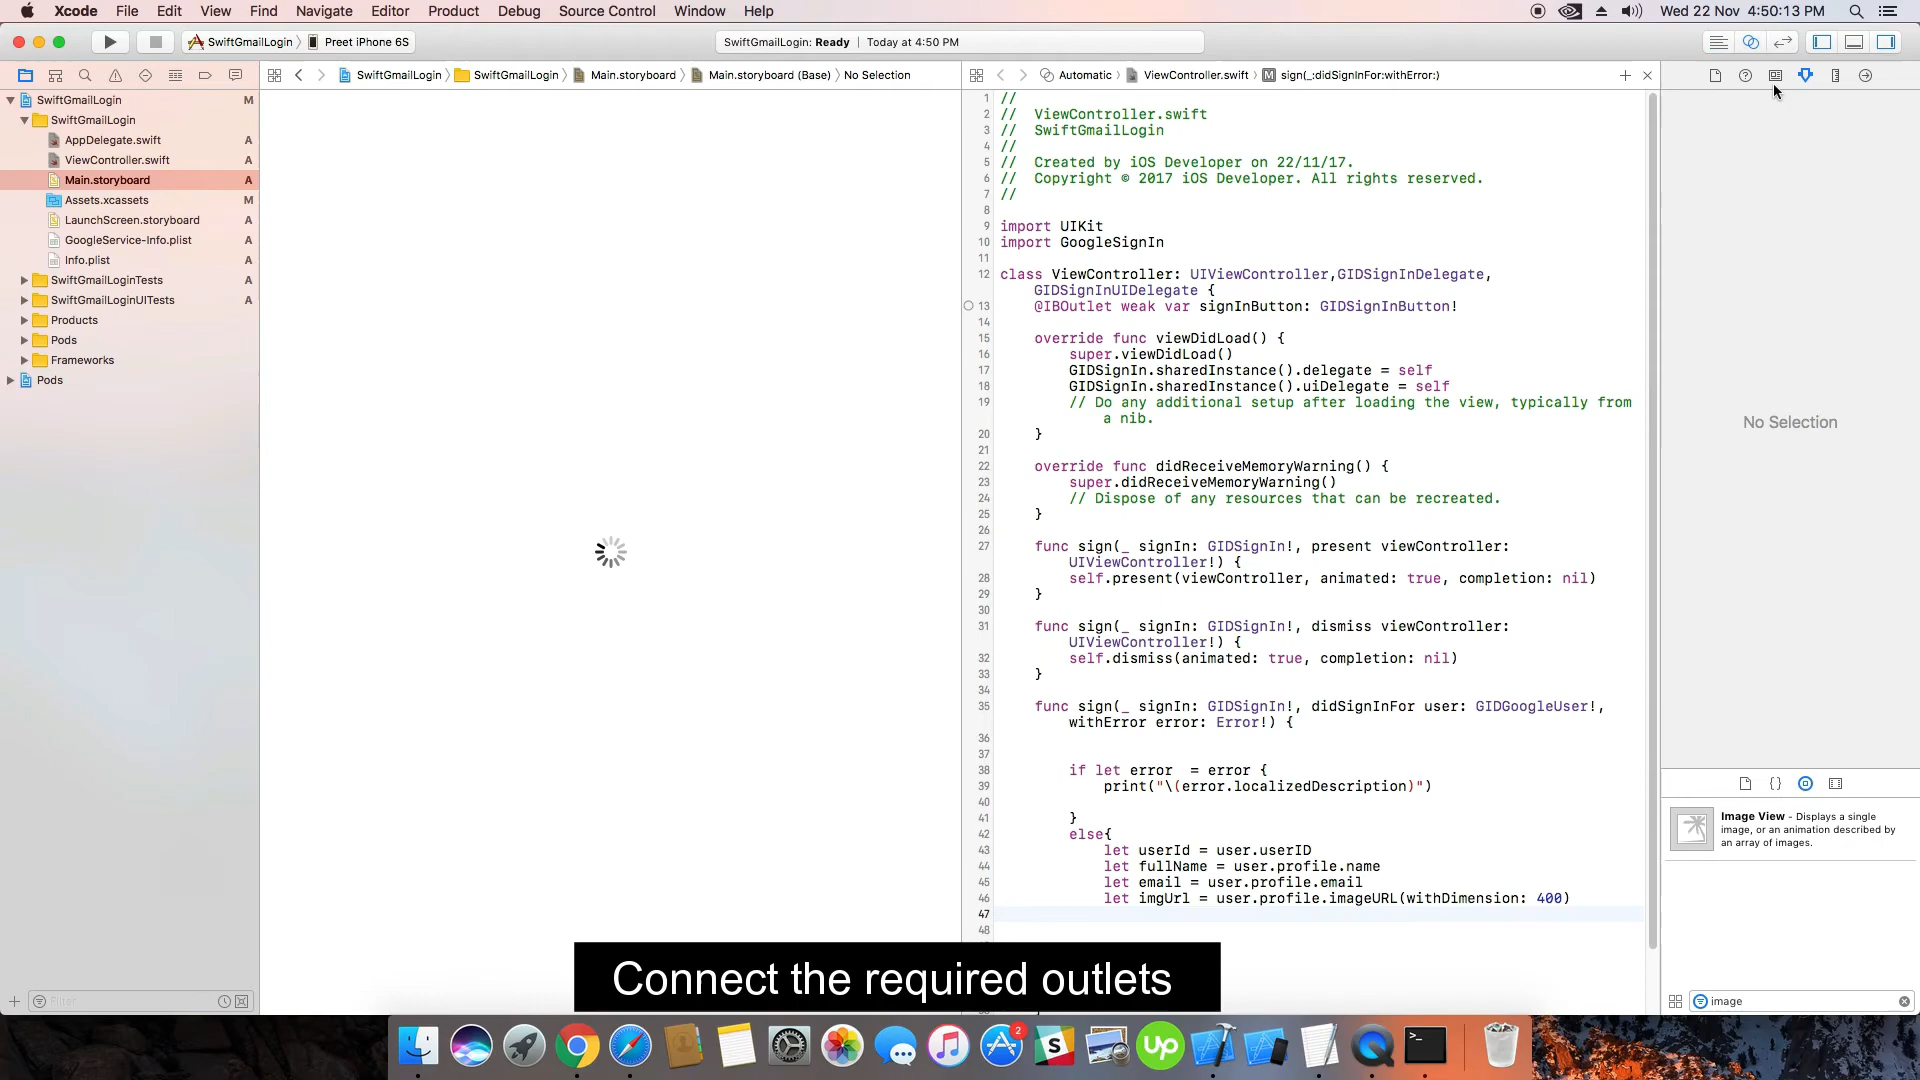 Xcode File Edit View Find Navigate Editor Product Debug Source Control Window Help
Wed 22 Nov 4:50:13 PM
SwiftGmailLogin Preet iPhone 6S
SwiftGmailLogin: Ready | Today at 4:50 PM
SwiftGmailLogin SwiftGmailLogin Main.storyboard Main.storyboard (Base) No Selection
Automatic ViewController.swift M sign(_:didSignInFor:withError:)
SwiftGmailLogin M
SwiftGmailLogin
AppDelegate.swift A
ViewController.swift A
Main.storyboard A
Assets.xcassets M
LaunchScreen.storyboard A
GoogleService-Info.plist A
Info.plist A
SwiftGmailLoginTests A
SwiftGmailLoginUITests A
Products
Pods
Frameworks
Pods
Filter
1 //
2 // ViewController.swift
3 // SwiftGmailLogin
4 //
5 // Created by iOS Developer on 22/11/17.
6 // Copyright © 2017 iOS Developer. All rights reserved.
7 //
8
9 import UIKit
10 import GoogleSignIn
11
12 class ViewController: UIViewController,GIDSignInDelegate,
GIDSignInUIDelegate {
13 @IBOutlet weak var signInButton: GIDSignInButton!
14
15 override func viewDidLoad() {
16 super.viewDidLoad()
17 GIDSignIn.sharedInstance().delegate = self
18 GIDSignIn.sharedInstance().uiDelegate = self
19 // Do any additional setup after loading the view, typically from
a nib.
20 }
21
22 override func didReceiveMemoryWarning() {
23 super.didReceiveMemoryWarning()
24 // Dispose of any resources that can be recreated.
25 }
26
27 func sign(_ signIn: GIDSignIn!, present viewController:
UIViewController!) {
28 self.present(viewController, animated: true, completion: nil)
29 }
30
31 func sign(_ signIn: GIDSignIn!, dismiss viewController:
UIViewController!) {
32 self.dismiss(animated: true, completion: nil)
33 }
34
35 func sign(_ signIn: GIDSignIn!, didSignInFor user: GIDGoogleUser!,
withError error: Error!) {
36
37
38 if let error  = error {
39 print("\(error.localizedDescription)")
40
41 }
42 else{
43 let userId = user.userID
44 let fullName = user.profile.name
45 let email = user.profile.email
46 let imgUrl = user.profile.imageURL(withDimension: 400)
47
48
No Selection
Image View - Displays a single
image, or an animation described by
an array of images.
image
Connect the required outlets
2
S
Up
>_